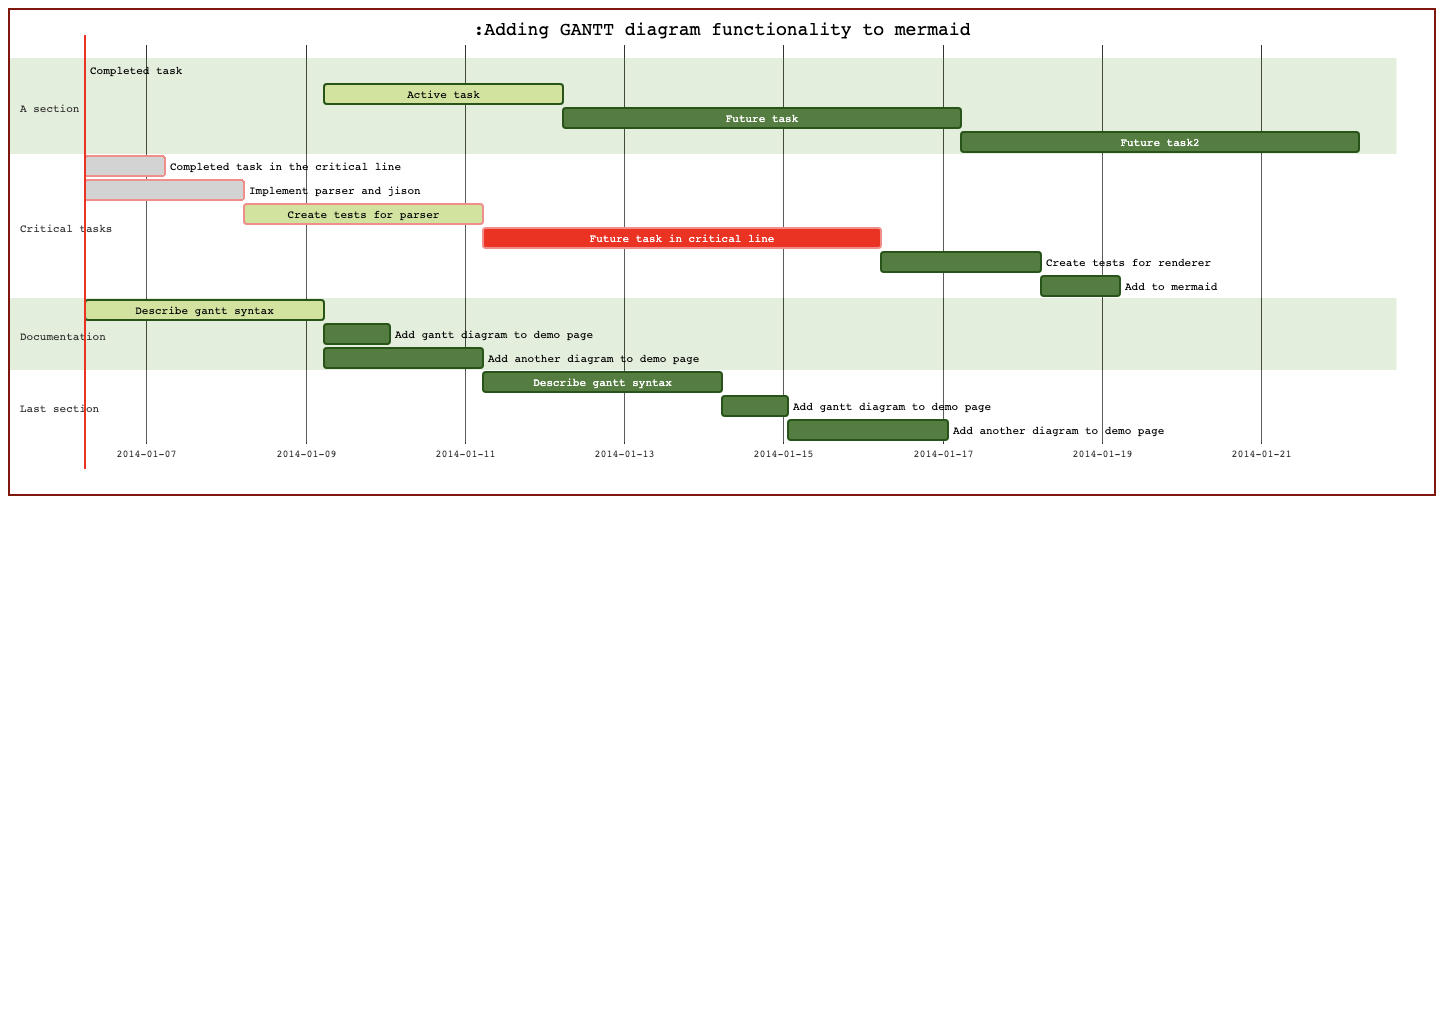 :Adding GANTT diagram functionality to mermaid
Completed task
Active task
A section
Future task
Future task2
Completed task in the critical line
Implement parser and jison
Create tests for parser
Critical tasks
Future task in critical line
Create tests for renderer
Add to mermaid
Describe gantt syntax
Add gantt diagram to demo page
Documentation
Add another diagram to demo page
Describe gantt syntax
Add gantt diagram to demo page
Last section
Add another diagram to demo page
2014-01-07 2014-01-09 2014-01-11 2014-01-13 2014-01-15 2014-01-17 2014-01-19 2014-01-21